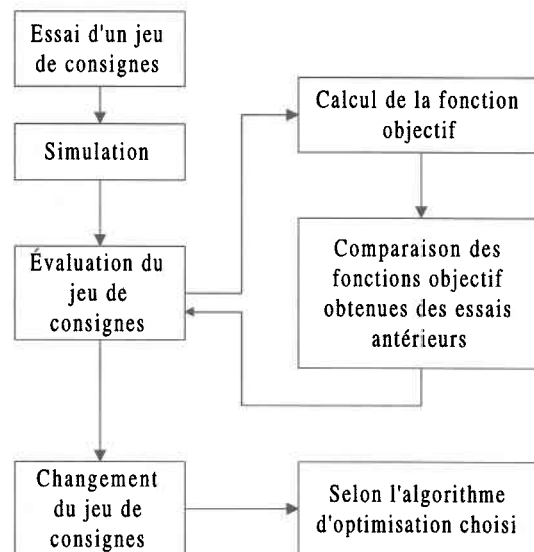 Essai d'un jeu
de consignes
Simulation
Évaluation du
jeu de
consignes
Changement
du jeu de
consignes
Calcul de la fonction
objectif
Comparaison des
fonctions objectif
obtenues des essais
antérieurs
Selon l'algorithme
d'optimisation choisi